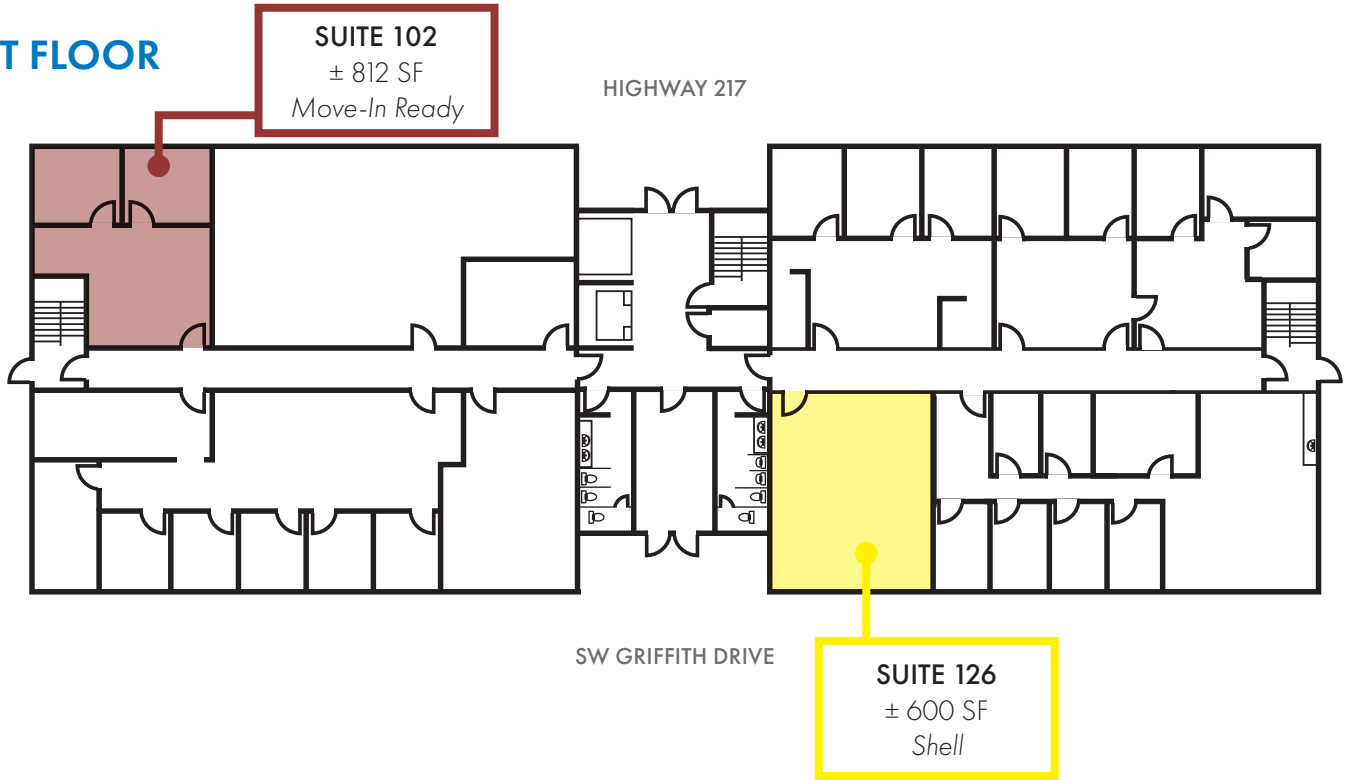 T FLOOR
SUITE 102
± 812 SF
Move-In Ready
HIGHWAY 217
SW GRIFFITH DRIVE
SUITE 126
± 600 SF
Shell